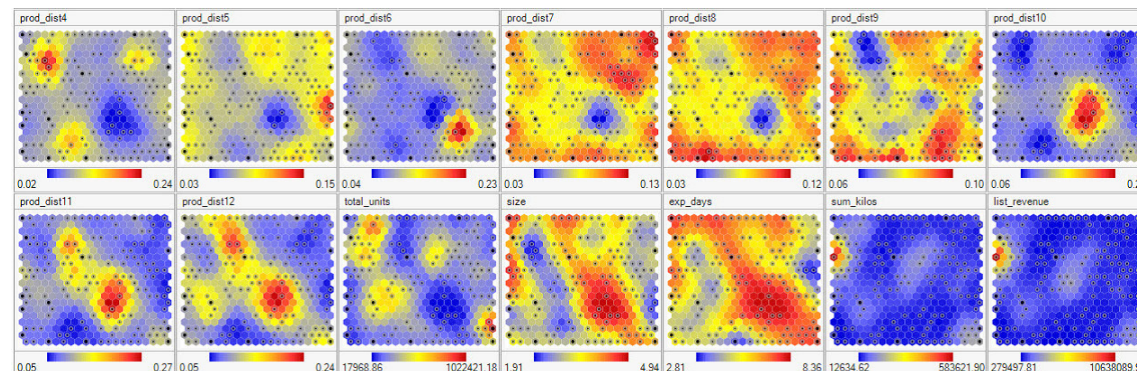 prod_dist4 prod_dist5 prod_dist6 prod_dist7 prod_dist8 prod_dist9 prod_dist10
0.02 0.24 0.03 0.15 0.04 0.23 0.03 0.13 0.03 0.12 0.06 0.10 0.06
prod_dist11 prod_dist12 total_units size exp_days sum_kilos list_revenue
0.05 0.27 0.05 0.24 17968.86 1022421.18 1.91 4.94 2.81 8.36 12634.62 583621.90 279497.81